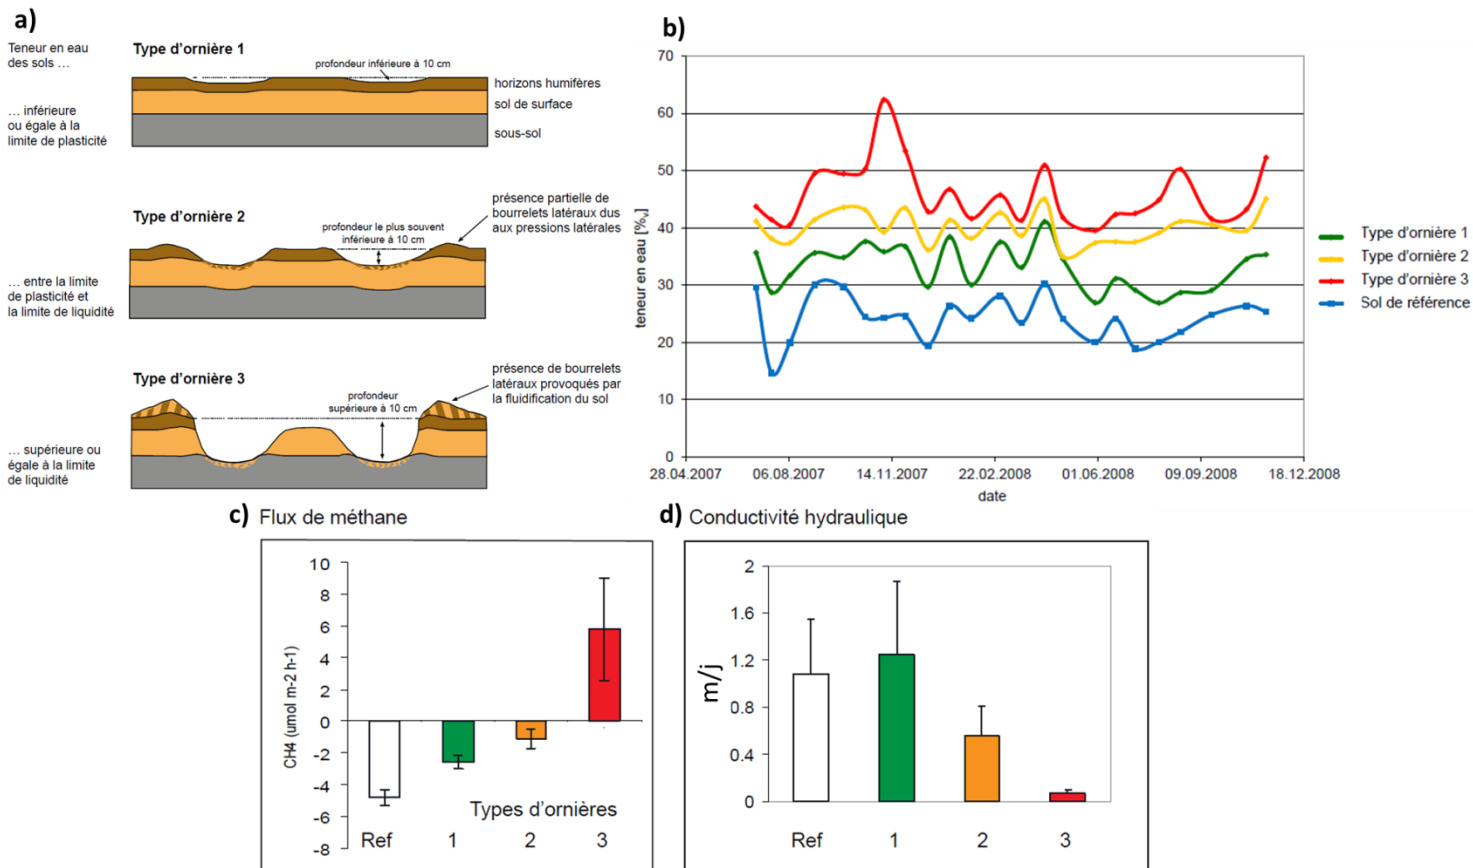 a)
Teneur en eau
des sols …
Type d'ornière 1
profondeur inférieure à 10 cm
horizons humifères
sol de surface
sous-sol
… inférieure
ou égale à la
limite de plasticité
Type d'ornière 2
profondeur le plus souvent
inférieure à 10 cm
présence partielle de
bourrelets latéraux dus
aux pressions latérales
… entre la limite
de plasticité et
la limite de liquidité
Type d'ornière 3
profondeur
supérieure à 10 cm
présence de bourrelets
latéraux provoqués par
la fluidification du sol
… supérieure ou
égale à la limite
de liquidité
b)
teneur en eau [%v]
70
60
50
40
30
20
10
0
28.04.2007
06.08.2007
14.11.2007
22.02.2008
01.06.2008
09.09.2008
18.12.2008
date
Type d'ornière 1
Type d'ornière 2
Type d'ornière 3
Sol de référence
c) Flux de méthane
CH4 (umol m-2 h-1)
10
8
6
4
2
0
-2
-4
-6
-8
Types d'ornières
Ref
1
2
3
d) Conductivité hydraulique
m/j
2
1.6
1.2
0.8
0.4
0
Ref
1
2
3